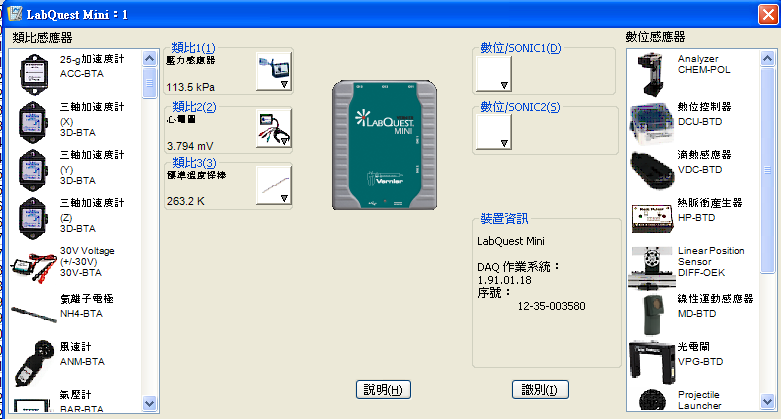 LabQuest Mini：1
類比感應器
25-g加速度計
ACC-BTA
三軸加速度計
(X)
3D-BTA
三軸加速度計
(Y)
3D-BTA
三軸加速度計
(Z)
3D-BTA
30V Voltage
(+/-30V)
30V-BTA
氨離子電極
NH4-BTA
風速計
ANM-BTA
氣壓計
BAR-BTA
類比1(1)
壓力感應器
113.5 kPa
類比2(2)
心電圖
3.794 mV
類比3(3)
標準溫度探棒
263.2 K
LABQUEST
MINI
Vernier
說明(H)
數位/SONIC1(D)
數位/SONIC2(S)
裝置資訊
LabQuest Mini
DAQ 作業系統：
1.91.01.18
序號：
12-35-003580
識別(I)
數位感應器
Analyzer
CHEM-POL
數位控制器
DCU-BTD
滴數感應器
VDC-BTD
熱脈衝產生器
HP-BTD
Linear Position
Sensor
DIFF-OEK
線性運動感應器
MD-BTD
光電閘
VPG-BTD
Projectile
Launcher